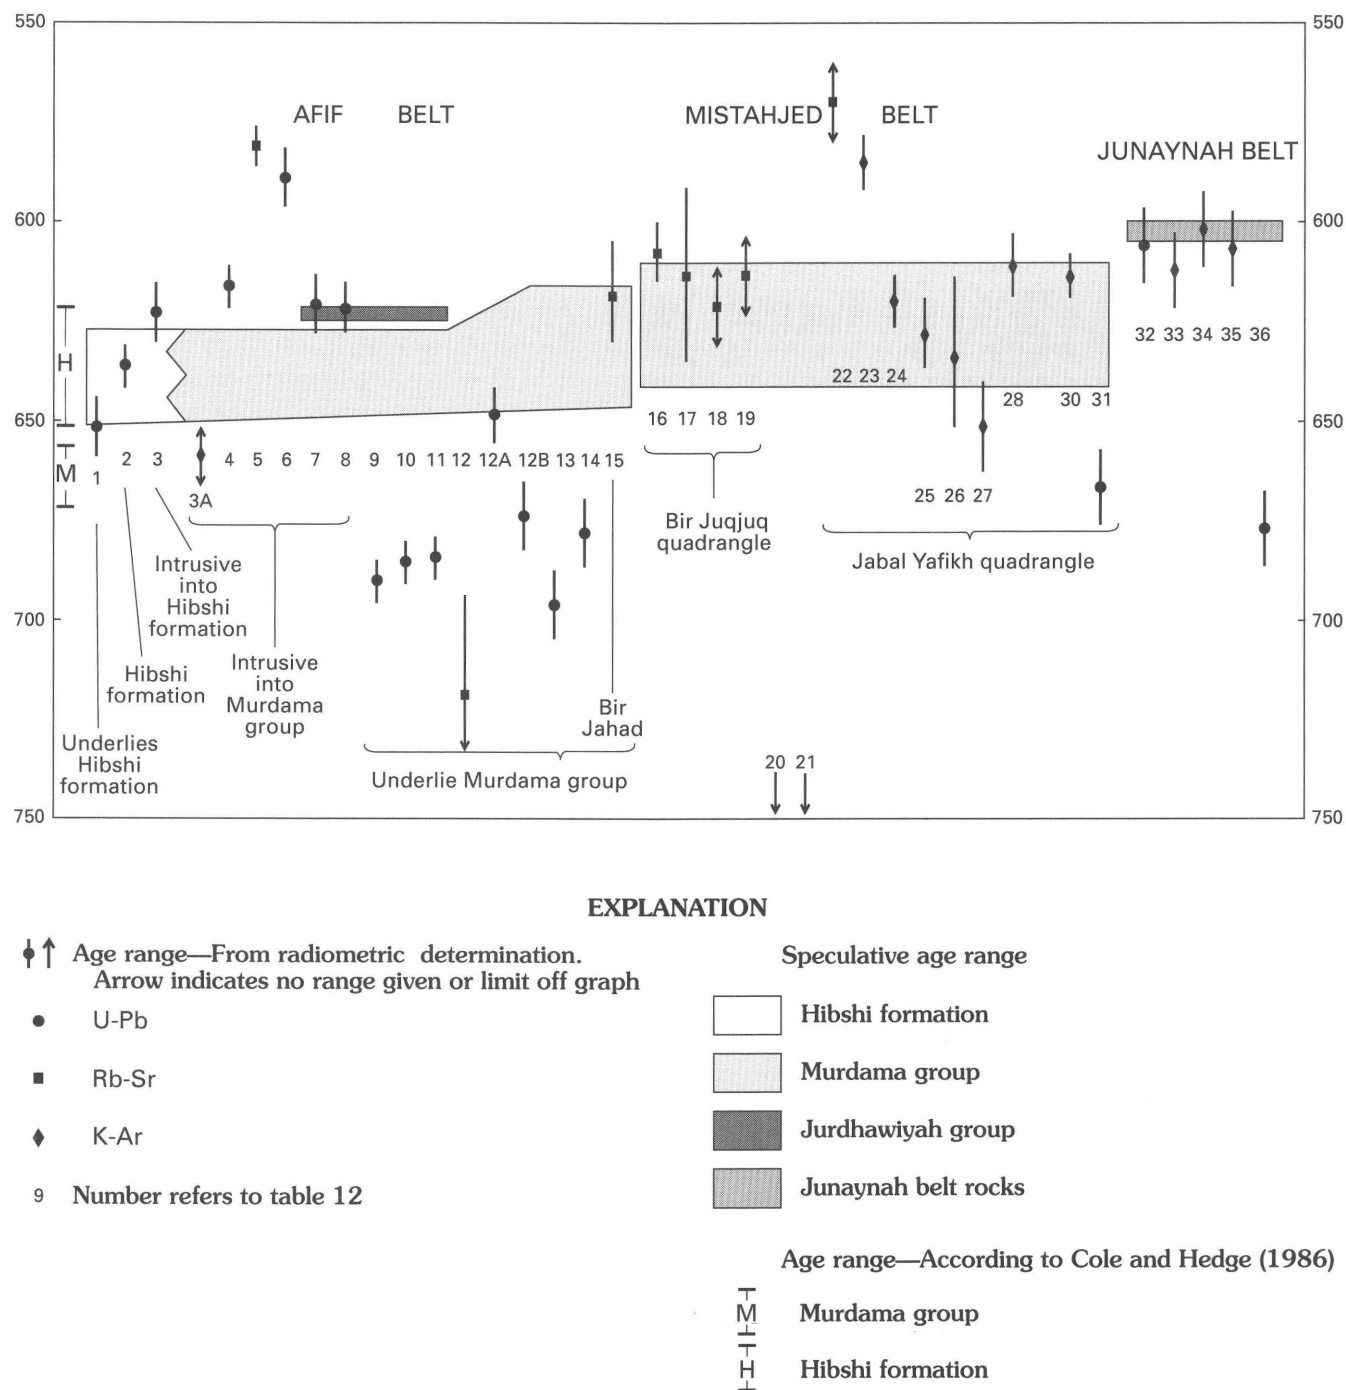 550
550
AFIF BELT
MISTAHJED BELT
JUNAYNAH BELT
600
600
H
32 33 34 35 36
22 23 24
28 30 31
650
650
16 17 18 19
M
1
2 3 4 5 6 7 8 9 10 11 12 12A 12B 13 14 15
3A
25 26 27
Bir Juqjuq
quadrangle
Jabal Yafikh quadrangle
Intrusive
into
Hibshi
formation
700
700
Hibshi
formation
Intrusive
into
Murdama
group
Bir
Jahad
Underlies
Hibshi
formation
Underlie Murdama group
20 21
750
750
EXPLANATION
Age range—From radiometric determination.
Arrow indicates no range given or limit off graph
U-Pb
Rb-Sr
K-Ar
9 Number refers to table 12
Speculative age range
Hibshi formation
Murdama group
Jurdhawiyah group
Junaynah belt rocks
Age range—According to Cole and Hedge (1986)
M Murdama group
H Hibshi formation